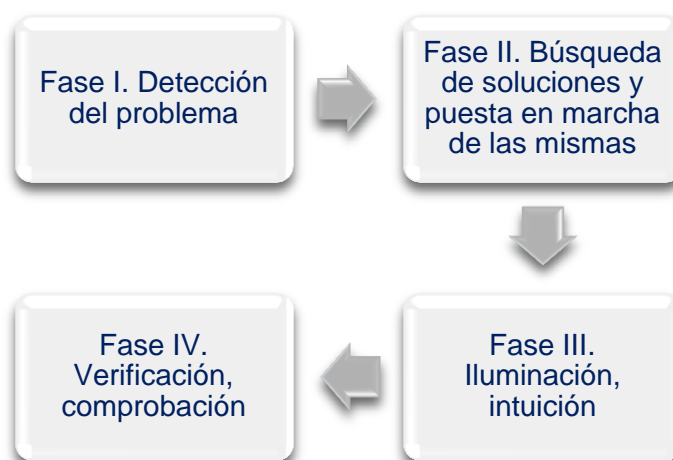 Fase I. Detección
del problema
Fase II. Búsqueda
de soluciones y
puesta en marcha
de las mismas
Fase III.
Iluminación,
intuición
Fase IV.
Verificación,
comprobación